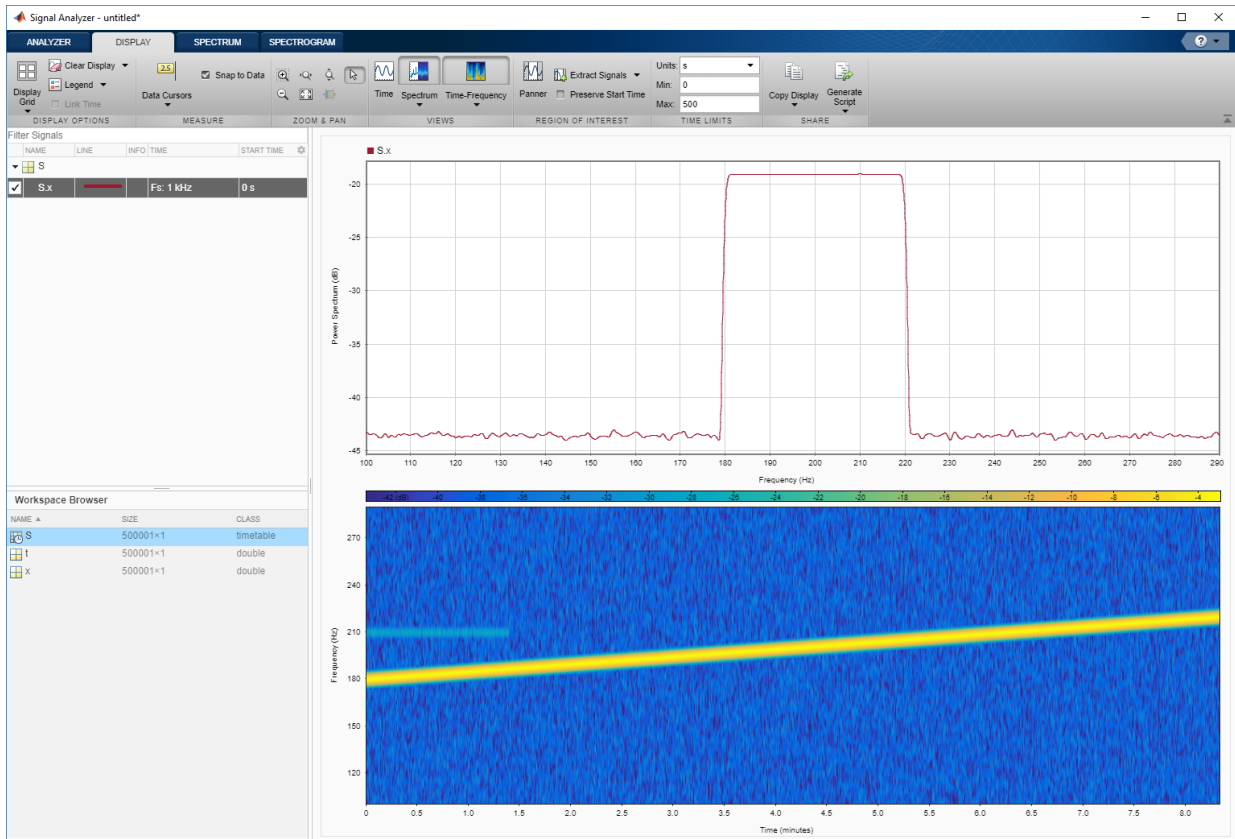 Signal Analyzer - untitled*
ANALYZER DISPLAY SPECTRUM SPECTROGRAM
?
Display Grid
Clear Display
Legend
Link Time
DISPLAY OPTIONS
2.5
Data Cursors
Snap to Data
MEASURE
ZOOM & PAN
Time Spectrum Time-Frequency
VIEWS
Panner
Extract Signals
Preserve Start Time
REGION OF INTEREST
Units: s
Min: 0
Max: 500
TIME LIMITS
Copy Display
Generate Script
SHARE
Filter Signals
NAME LINE INFO TIME START TIME
S
S.x Fs: 1 kHz 0 s
Workspace Browser
NAME SIZE CLASS
S 500001×1 timetable
t 500001×1 double
x 500001×1 double
S.x
-20
-25
-30
-35
-40
-45
Power Spectrum (dB)
100 110 120 130 140 150 160 170 180 190 200 210 220 230 240 250 260 270 280 290
Frequency (Hz)
-42 (dB) -40 -38 -36 -34 -32 -30 -28 -26 -24 -22 -20 -18 -16 -14 -12 -10 -8 -6 -4
270
240
210
180
150
120
Frequency (Hz)
0 0.5 1.0 1.5 2.0 2.5 3.0 3.5 4.0 4.5 5.0 5.5 6.0 6.5 7.0 7.5 8.0
Time (minutes)